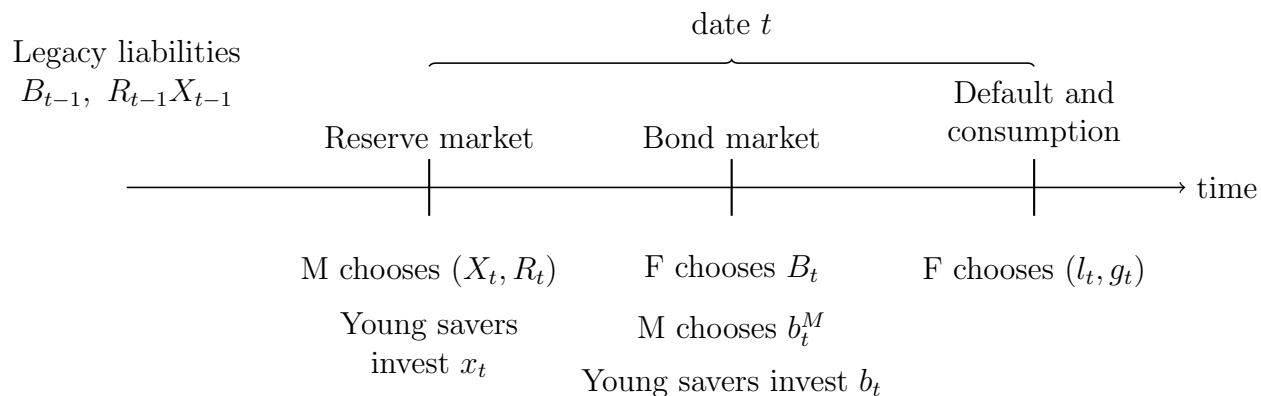 date $t$
Legacy liabilities
$B_{t-1},\ R_{t-1}X_{t-1}$
Default and
consumption
Reserve market
Bond market
time
M chooses $(X_t, R_t)$
F chooses $B_t$
F chooses $(l_t, g_t)$
Young savers
invest $x_t$
M chooses $b_t^M$
Young savers invest $b_t$